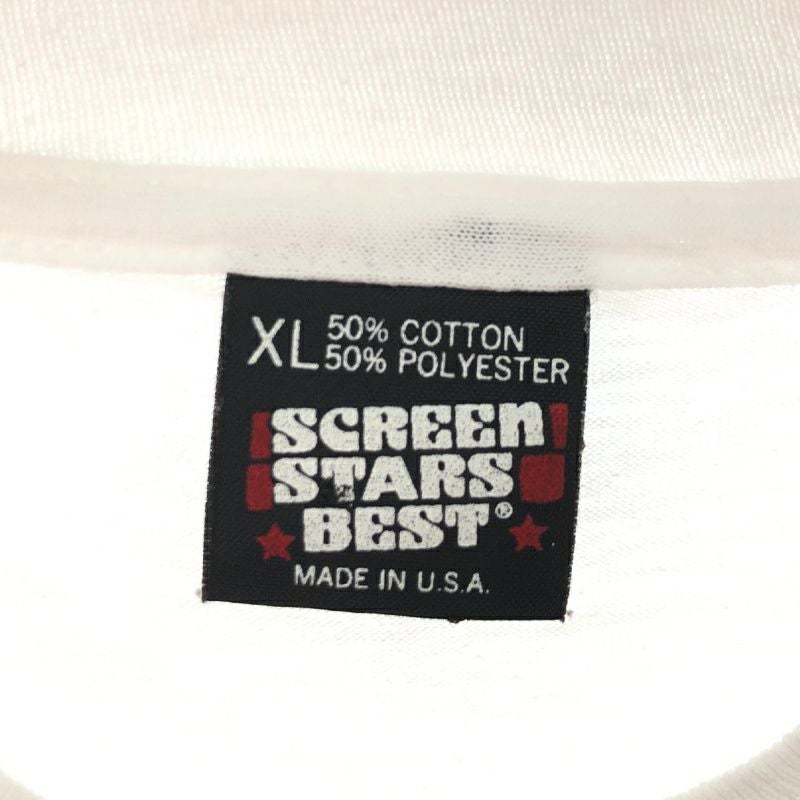 XL 50% COTTON
50% POLYESTER
SCREEN
STARS
BEST®
MADE IN U.S.A.